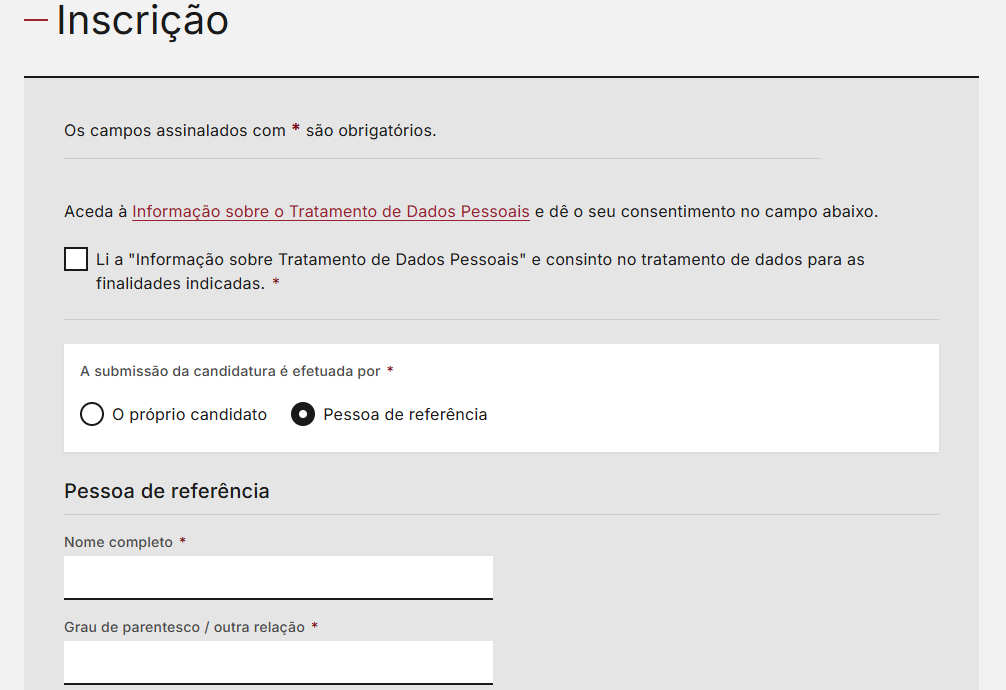 Inscrição
Os campos assinalados com * são obrigatórios.
Aceda à Informação sobre o Tratamento de Dados Pessoais e dê o seu consentimento no campo abaixo.
Li a "Informação sobre Tratamento de Dados Pessoais" e consinto no tratamento de dados para as
finalidades indicadas. *
A submissão da candidatura é efetuada por *
O próprio candidato Pessoa de referência
Pessoa de referência
Nome completo *
Grau de parentesco / outra relação *